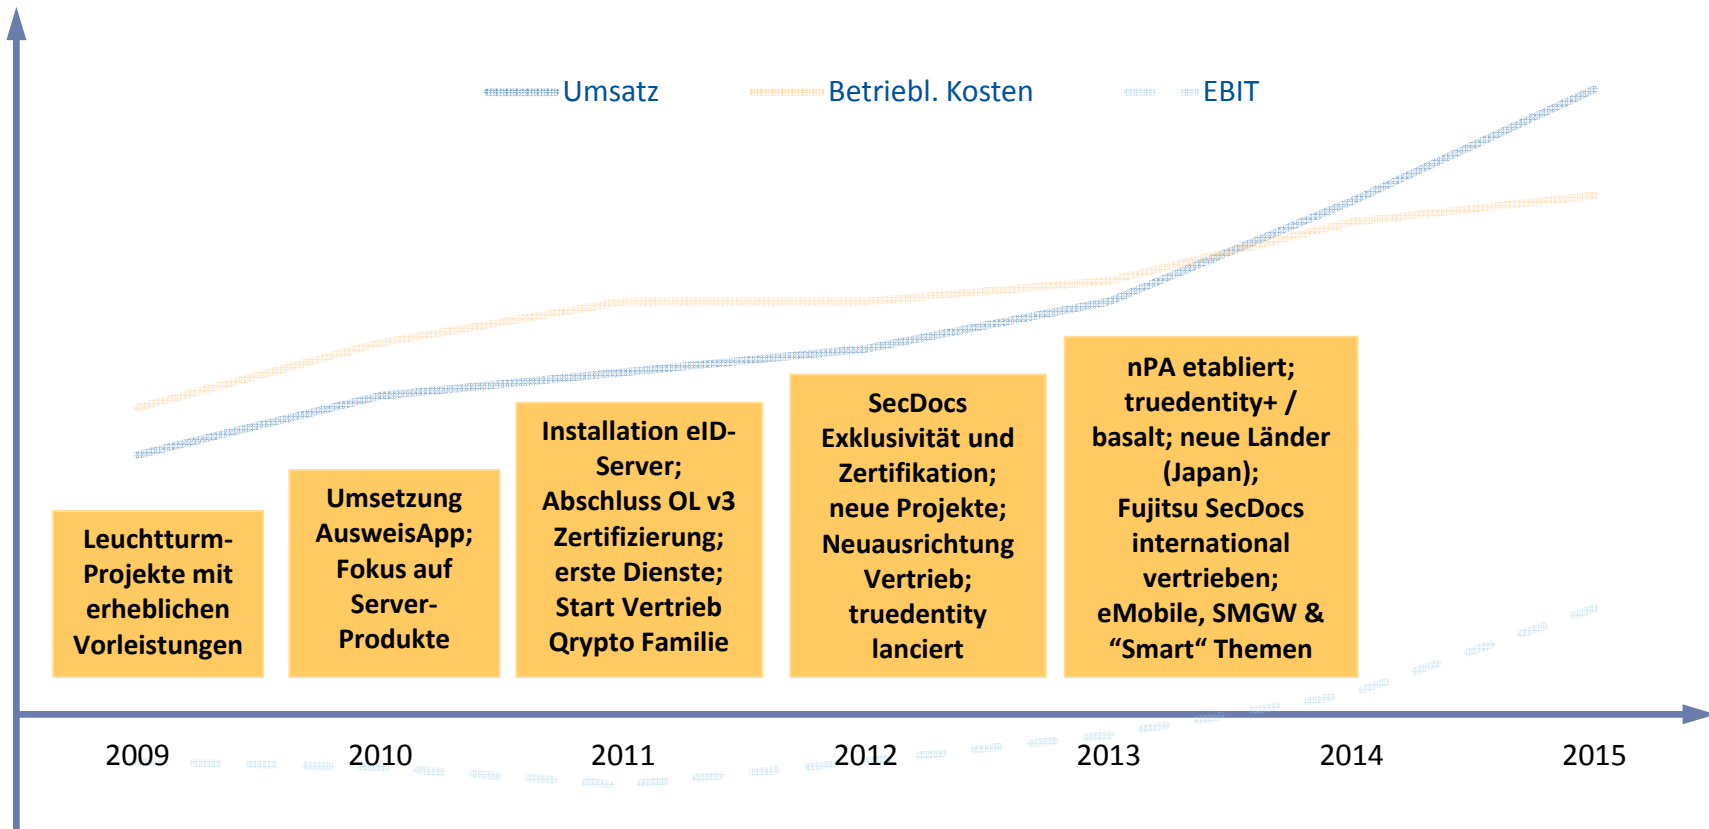 Umsatz
Betriebl. Kosten
EBIT
Leuchtturm-
Projekte mit
erheblichen
Vorleistungen
Umsetzung
AusweisApp;
Fokus auf
Server-
Produkte
Installation eID-
Server;
Abschluss OL v3
Zertifizierung;
erste Dienste;
Start Vertrieb
Qrypto Familie
SecDocs
Exklusivität und
Zertifikation;
neue Projekte;
Neuausrichtung
Vertrieb;
truedentity
lanciert
nPA etabliert;
truedentity+ /
basalt; neue Länder
(Japan);
Fujitsu SecDocs
international
vertrieben;
eMobile, SMGW &
“Smart“ Themen
2009
2010
2011
2012
2013
2014
2015